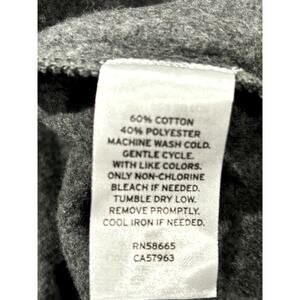 60% COTTON
40% POLYESTER
MACHINE WASH COLD.
GENTLE CYCLE.
WITH LIKE COLORS.
ONLY NON-CHLORINE
BLEACH IF NEEDED.
TUMBLE DRY LOW.
REMOVE PROMPTLY.
COOL IRON IF NEEDED.
RN58665
CA57963